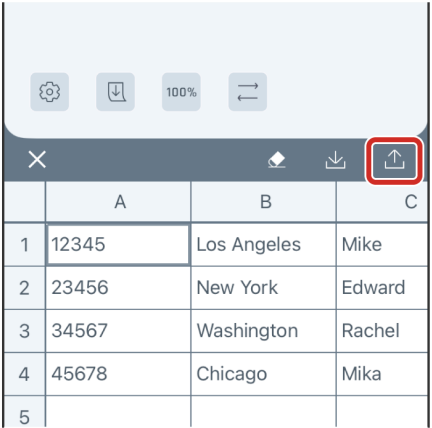 100%
A B C
1 12345 Los Angeles Mike
2 23456 New York Edward
3 34567 Washington Rachel
4 45678 Chicago Mika
5